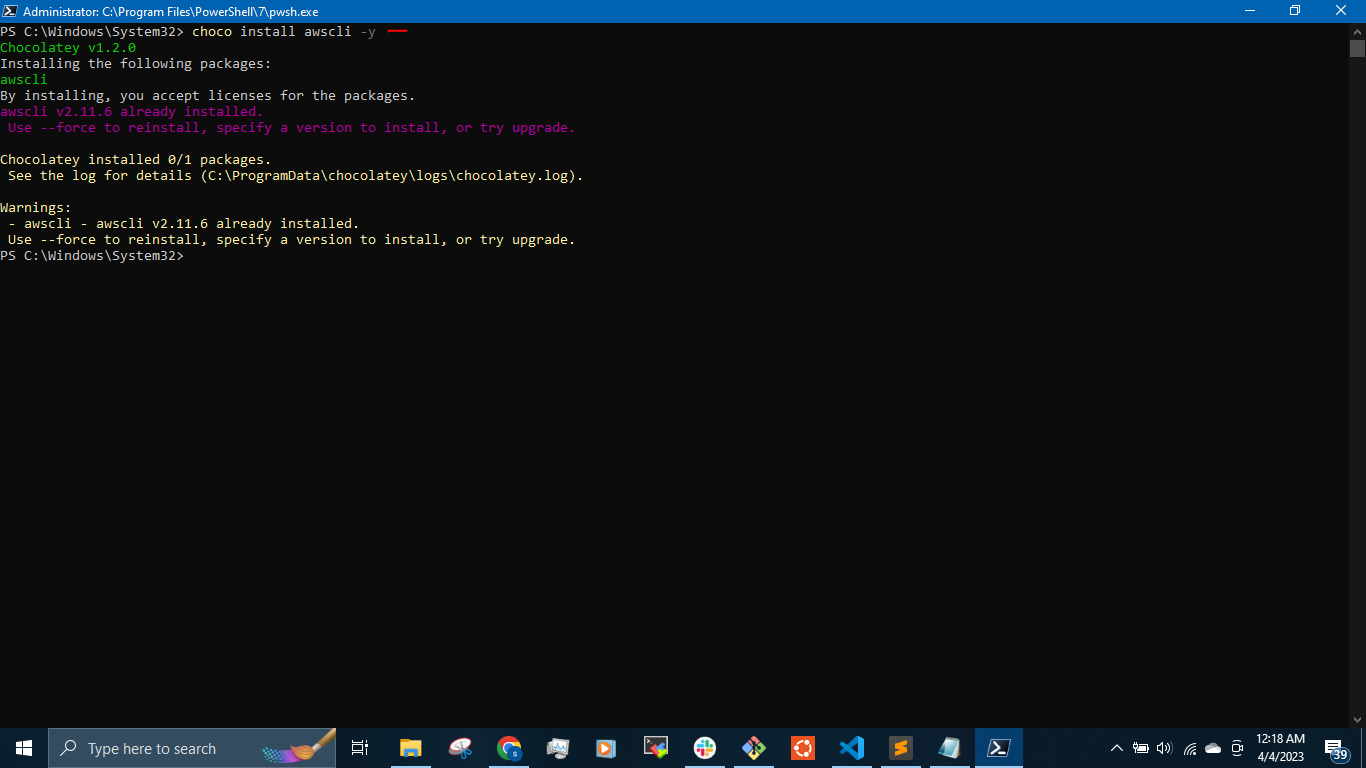 Administrator: C:\Program Files\PowerShell\7\pwsh.exe
PS C:\Windows\System32> choco install awscli -y
Chocolatey v1.2.0
Installing the following packages:
awscli
By installing, you accept licenses for the packages.
awscli v2.11.6 already installed.
 Use --force to reinstall, specify a version to install, or try upgrade.

Chocolatey installed 0/1 packages.
 See the log for details (C:\ProgramData\chocolatey\logs\chocolatey.log).

Warnings:
 - awscli - awscli v2.11.6 already installed.
 Use --force to reinstall, specify a version to install, or try upgrade.
PS C:\Windows\System32>
Type here to search
12:18 AM
4/4/2023
39